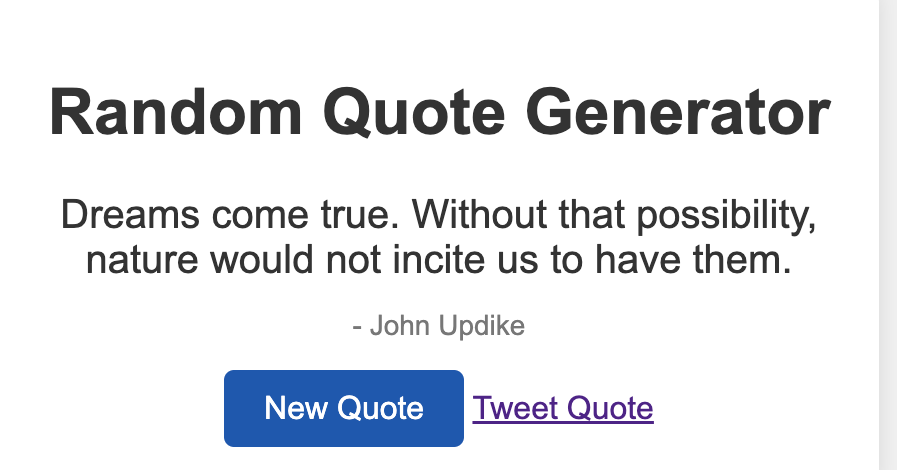 Random Quote Generator
Dreams come true. Without that possibility,
nature would not incite us to have them.
- John Updike
New Quote Tweet Quote